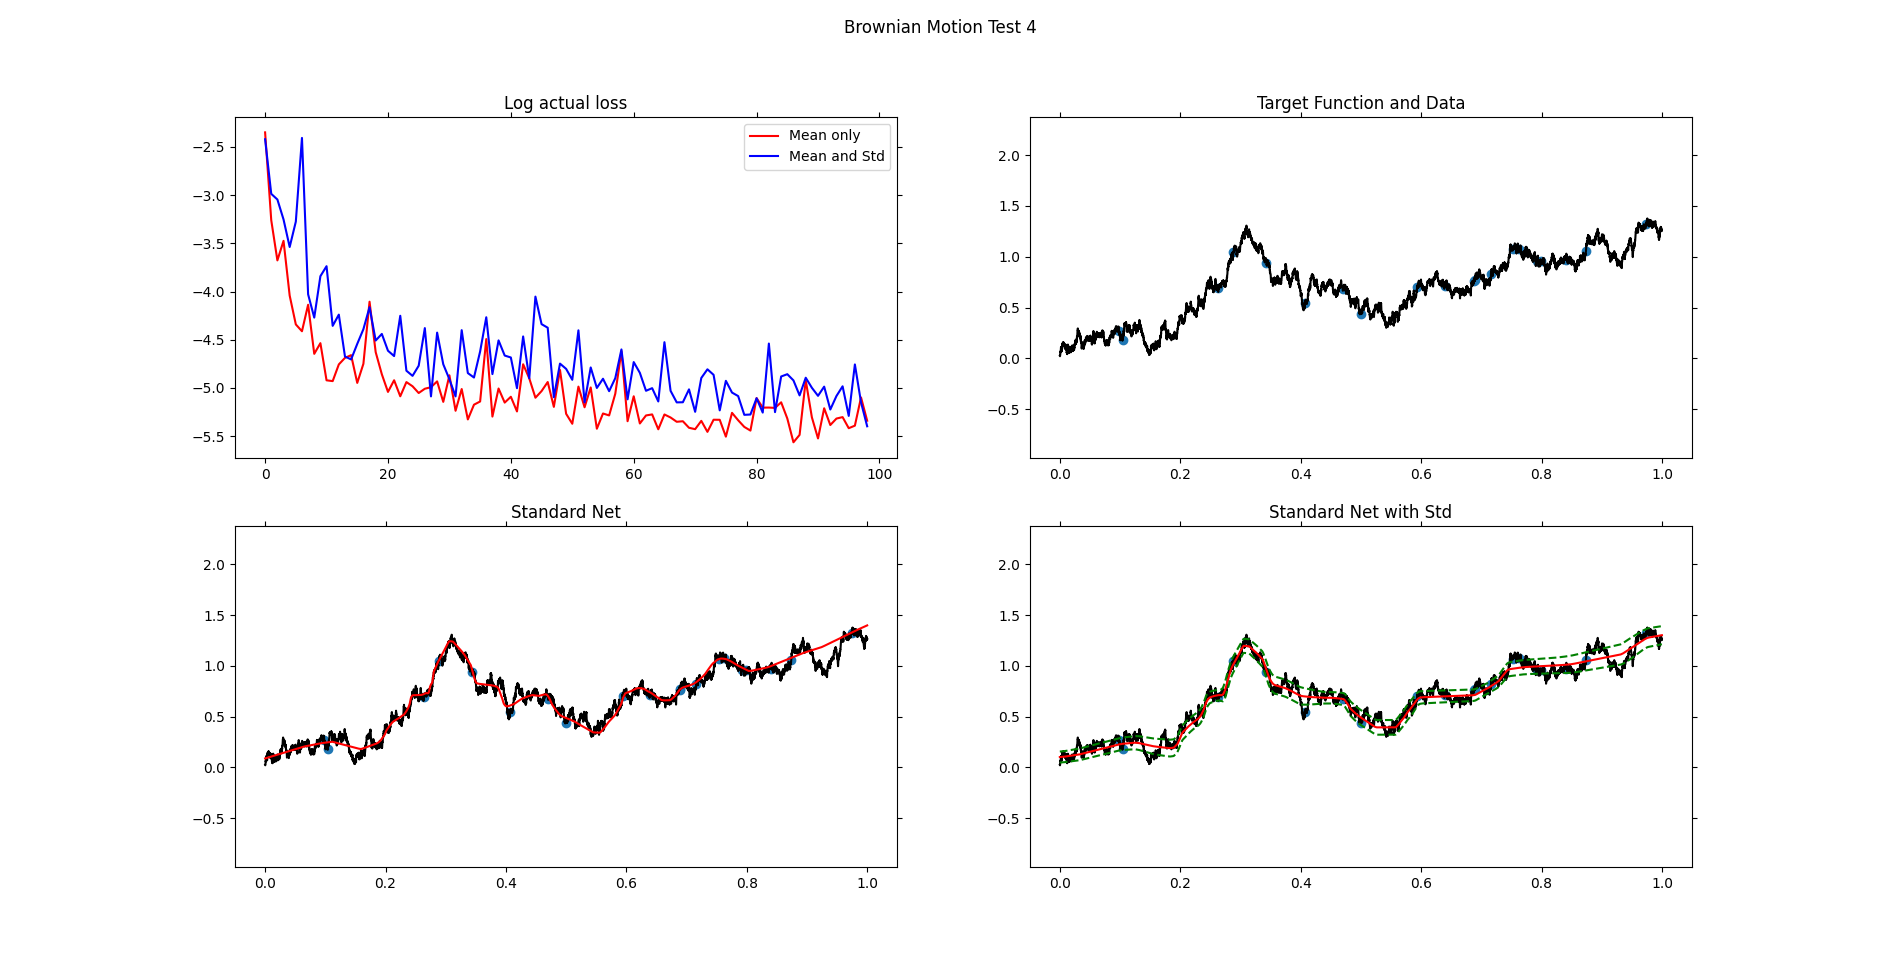 Brownian Motion Test 4
Log actual loss
Mean only
Mean and Std
−2.5
−3.0
−3.5
−4.0
−4.5
−5.0
−5.5
0 20 40 60 80 100
Target Function and Data
2.0
1.5
1.0
0.5
0.0
−0.5
0.0 0.2 0.4 0.6 0.8 1.0
Standard Net
2.0
1.5
1.0
0.5
0.0
−0.5
0.0 0.2 0.4 0.6 0.8 1.0
Standard Net with Std
2.0
1.5
1.0
0.5
0.0
−0.5
0.0 0.2 0.4 0.6 0.8 1.0